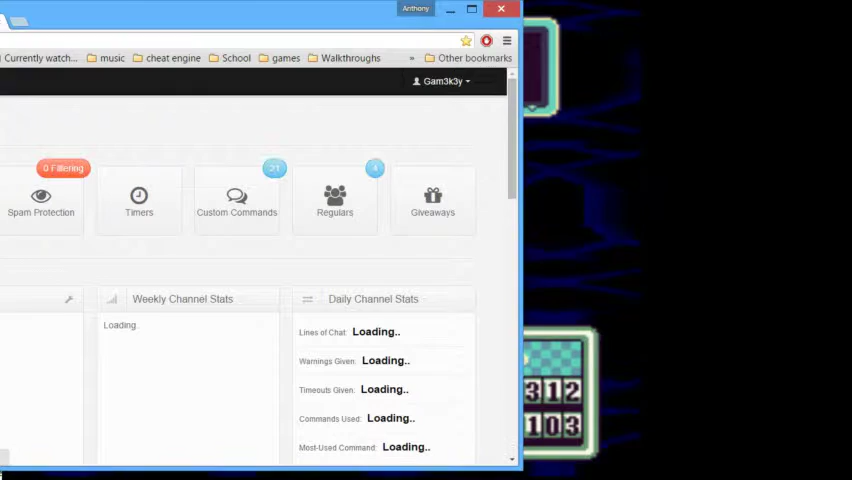 Anthony
Currently watch... music cheat engine School games Walkthroughs » Other bookmarks
Gam3k3y
0 Filtering 21 4
Spam Protection Timers Custom Commands Regulars Giveaways
Weekly Channel Stats Daily Channel Stats
Loading.
Lines of Chat: Loading..
Warnings Given: Loading..
Timeouts Given: Loading..
Commands Used: Loading..
Most-Used Command: Loading..
312
103